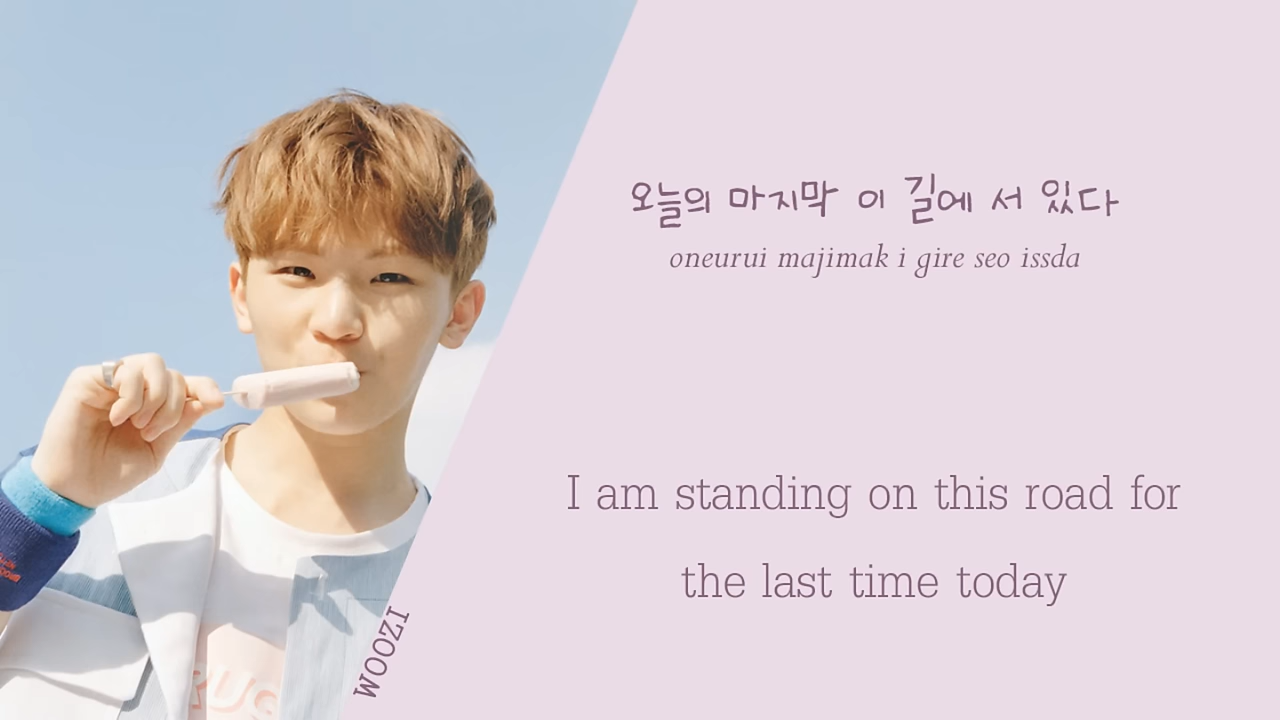 오늘의 마지막 이 길에 서 있다
oneurui majimak i gire seo issda
I am standing on this road for
the last time today
WOOZI